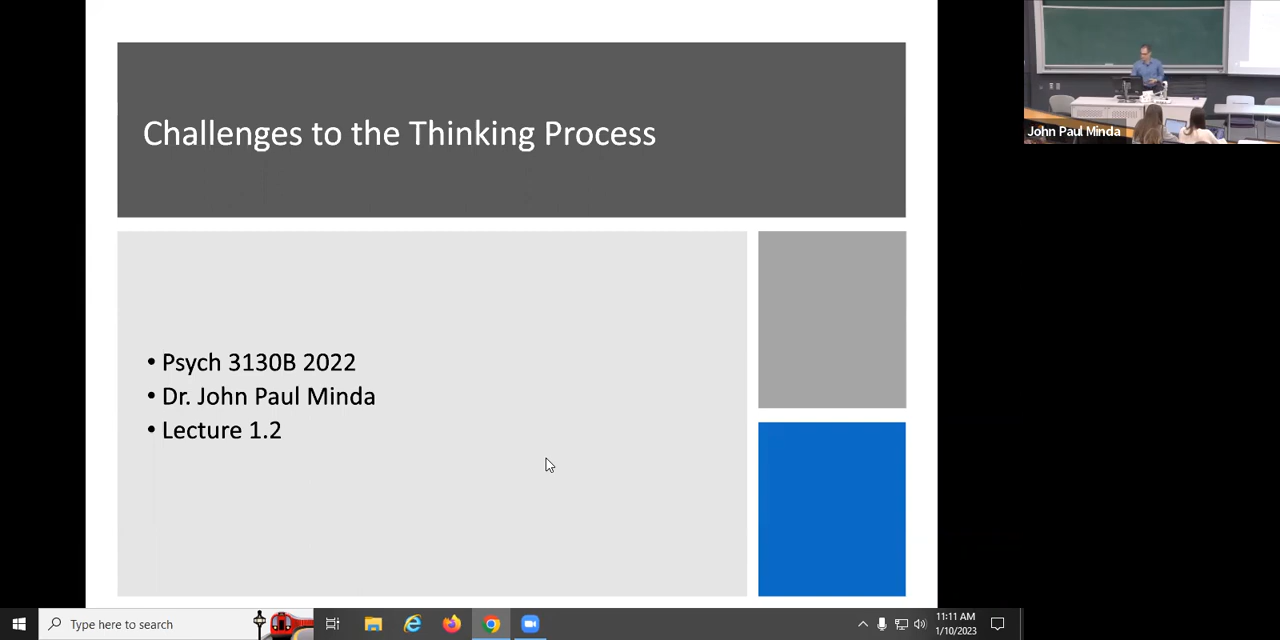 Challenges to the Thinking Process
• Psych 3130B 2022
• Dr. John Paul Minda
• Lecture 1.2
John Paul Minda
Type here to search
11:11 AM
1/10/2023